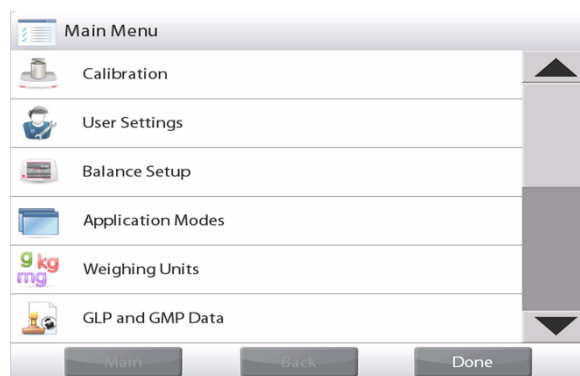 Main Menu
Calibration
User Settings
Balance Setup
Application Modes
g kg
mg
Weighing Units
GLP and GMP Data
Main Back Done